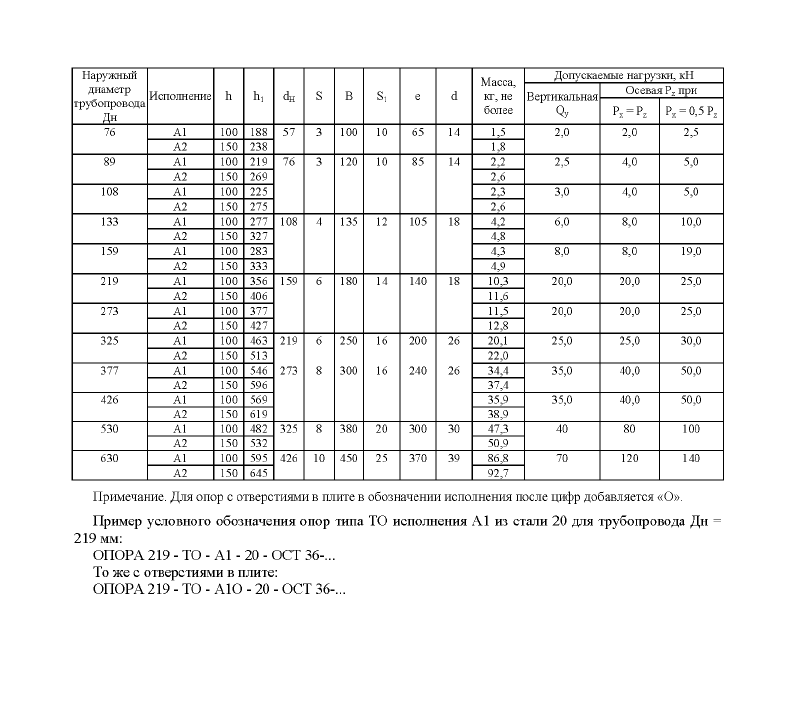 Наружный диаметр трубопровода Дн | Исполнение | h | h1 | dН | S | B | S1 | e | d | Масса, кг, не более | Допускаемые нагрузки, кН
Вертикальная Qy | Осевая Pz при
Px = Pz | Px = 0,5 Pz
76 | А1 | 100 | 188 | 57 | 3 | 100 | 10 | 65 | 14 | 1,5 | 2,0 | 2,0 | 2,5
А2 | 150 | 238 | 1,8
89 | А1 | 100 | 219 | 76 | 3 | 120 | 10 | 85 | 14 | 2,2 | 2,5 | 4,0 | 5,0
А2 | 150 | 269 | 2,6
108 | А1 | 100 | 225 | 2,3 | 3,0 | 4,0 | 5,0
А2 | 150 | 275 | 2,6
133 | А1 | 100 | 277 | 108 | 4 | 135 | 12 | 105 | 18 | 4,2 | 6,0 | 8,0 | 10,0
А2 | 150 | 327 | 4,8
159 | А1 | 100 | 283 | 4,3 | 8,0 | 8,0 | 19,0
А2 | 150 | 333 | 4,9
219 | А1 | 100 | 356 | 159 | 6 | 180 | 14 | 140 | 18 | 10,3 | 20,0 | 20,0 | 25,0
А2 | 150 | 406 | 11,6
273 | А1 | 100 | 377 | 11,5 | 20,0 | 20,0 | 25,0
А2 | 150 | 427 | 12,8
325 | А1 | 100 | 463 | 219 | 6 | 250 | 16 | 200 | 26 | 20,1 | 25,0 | 25,0 | 30,0
А2 | 150 | 513 | 22,0
377 | А1 | 100 | 546 | 273 | 8 | 300 | 16 | 240 | 26 | 34,4 | 35,0 | 40,0 | 50,0
А2 | 150 | 596 | 37,4
426 | А1 | 100 | 569 | 35,9 | 35,0 | 40,0 | 50,0
А2 | 150 | 619 | 38,9
530 | А1 | 100 | 482 | 325 | 8 | 380 | 20 | 300 | 30 | 47,3 | 40 | 80 | 100
А2 | 150 | 532 | 50,9
630 | А1 | 100 | 595 | 426 | 10 | 450 | 25 | 370 | 39 | 86,8 | 70 | 120 | 140
А2 | 150 | 645 | 92,7
Примечание. Для опор с отверстиями в плите в обозначении исполнения после цифр добавляется «О».
Пример условного обозначения опор типа ТО исполнения А1 из стали 20 для трубопровода Дн =
219 мм:
ОПОРА 219 - ТО - А1 - 20 - ОСТ 36-...
То же с отверстиями в плите:
ОПОРА 219 - ТО - А1О - 20 - ОСТ 36-...